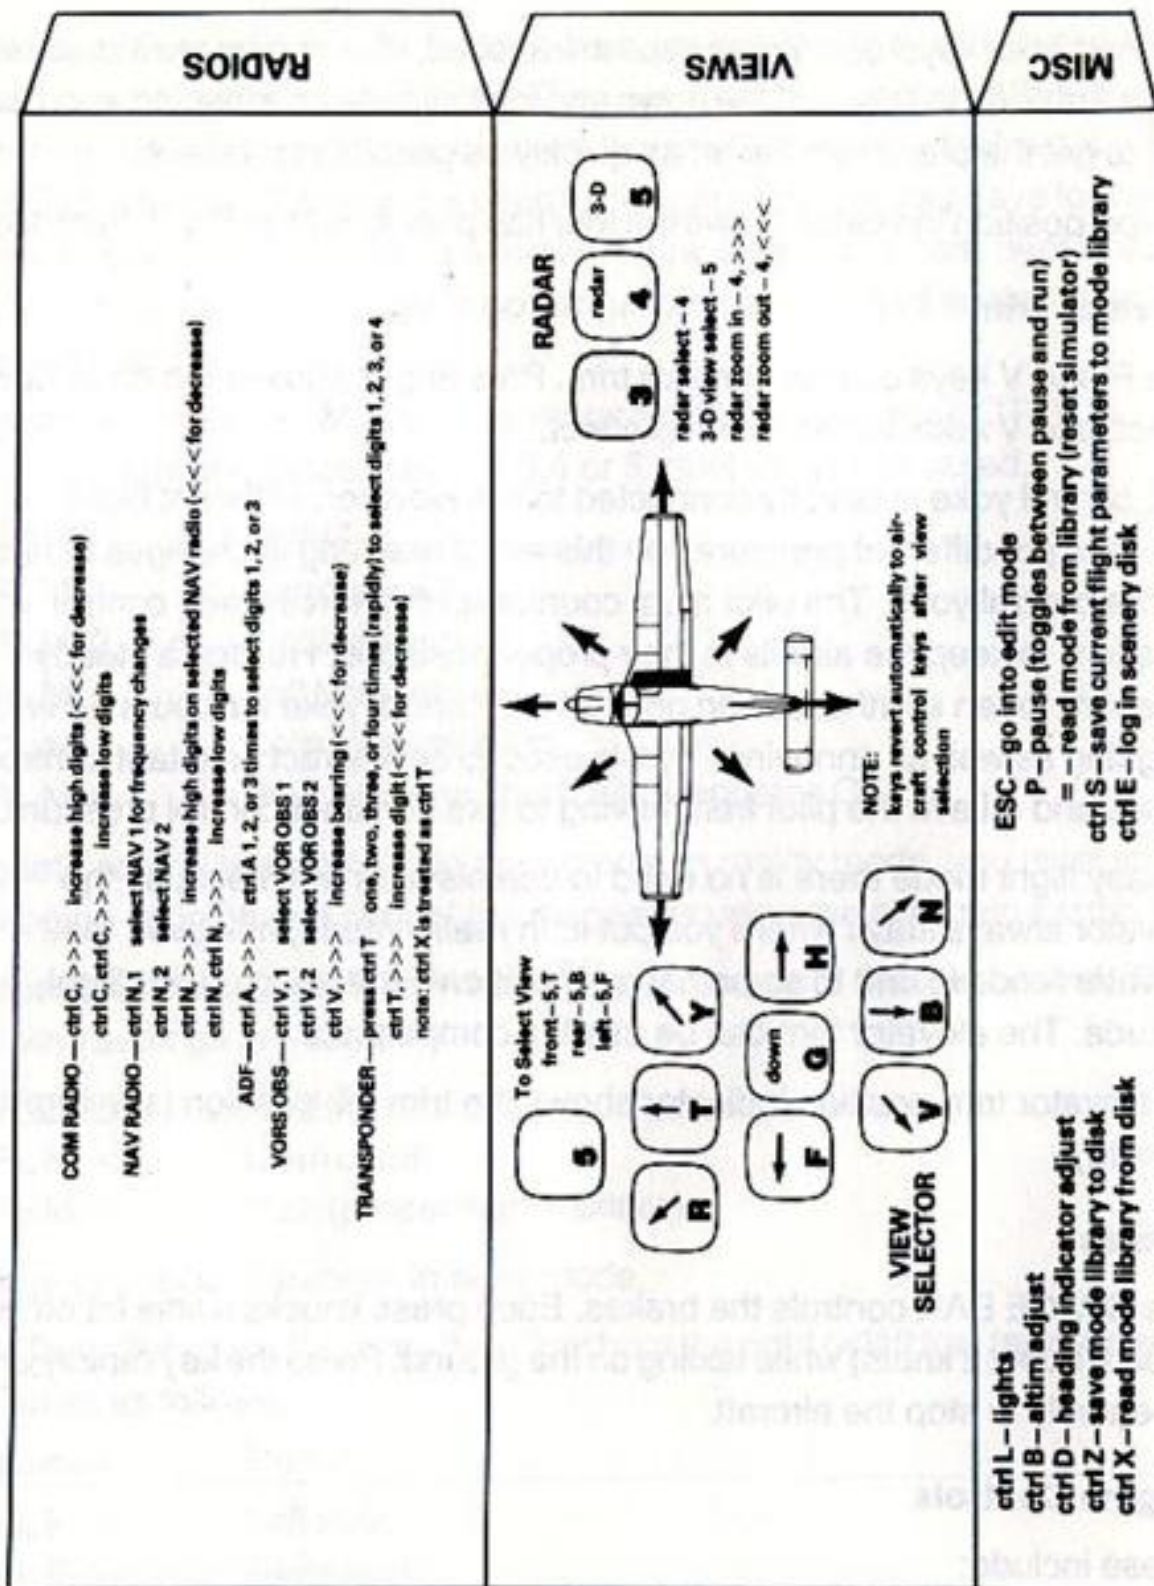 RADIOS
COM RADIO — ctrl C, >>> increase high digits (<<< for decrease)
ctrl C, ctrl C, >>> increase low digits
NAV RADIO — ctrl N, 1 select NAV 1 for frequency changes
ctrl N, 2 select NAV 2
ctrl N, >>> increase high digits on selected NAV radio (<<< for decrease)
ctrl N, ctrl N, >>> increase low digits
ADF — ctrl A, >>> ctrl A 1, 2, or 3 times to select digits 1, 2, or 3
VORS OBS — ctrl V, 1 select VOR OBS 1
ctrl V, 2 select VOR OBS 2
ctrl V, >>> increase bearing (<<< for decrease)
TRANSPONDER — press ctrl T one, two, three, or four times (rapidly) to select digits 1, 2, 3, or 4
ctrl T, >>> increase digit (<<< for decrease)
note: ctrl X is treated as ctrl T
VIEWS
To Select View
front – 5,T
rear – 5,B
left – 5,F
5
R
T
Y
F
down
G
H
V
B
N
VIEW
SELECTOR
RADAR
3
radar
4
3-D
5
radar select – 4
3-D view select – 5
radar zoom in – 4, >>>
radar zoom out – 4, <<<
NOTE:
keys revert automatically to air-
craft control keys after view
selection
MISC
ctrl L – lights
ctrl B – altim adjust
ctrl D – heading indicator adjust
ctrl Z – save mode library to disk
ctrl X – read mode library from disk
ESC – go into edit mode
P – pause (toggles between pause and run)
= – read mode from library (reset simulator)
ctrl S – save current flight parameters to mode library
ctrl E – log in scenery disk